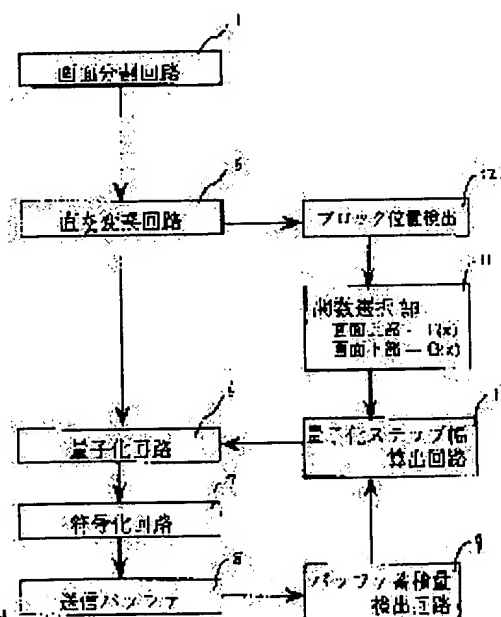 1
画面分割回路
5
直交変換回路
12
ブロック位置検出
11
関数選択部
画面上部 — F(x)
画面下部 — G(x)
量子化回路
量子化ステップ幅
算出回路
7
符号化回路
8
送信バッファ
9
バッファ蓄積量
検出回路